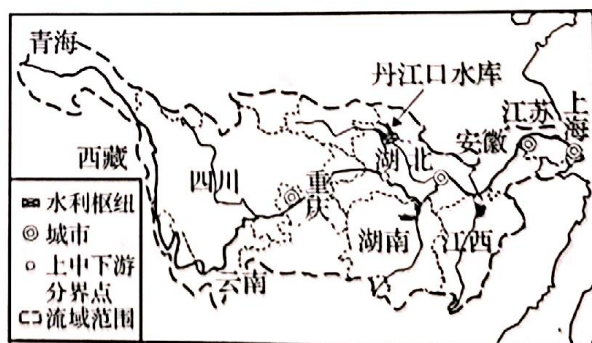 青海
西藏
四川
云南
重庆
丹江口水库
湖北
湖南
江西
安徽
江苏
上海
水利枢纽
城市
上中下游
分界点
流域范围